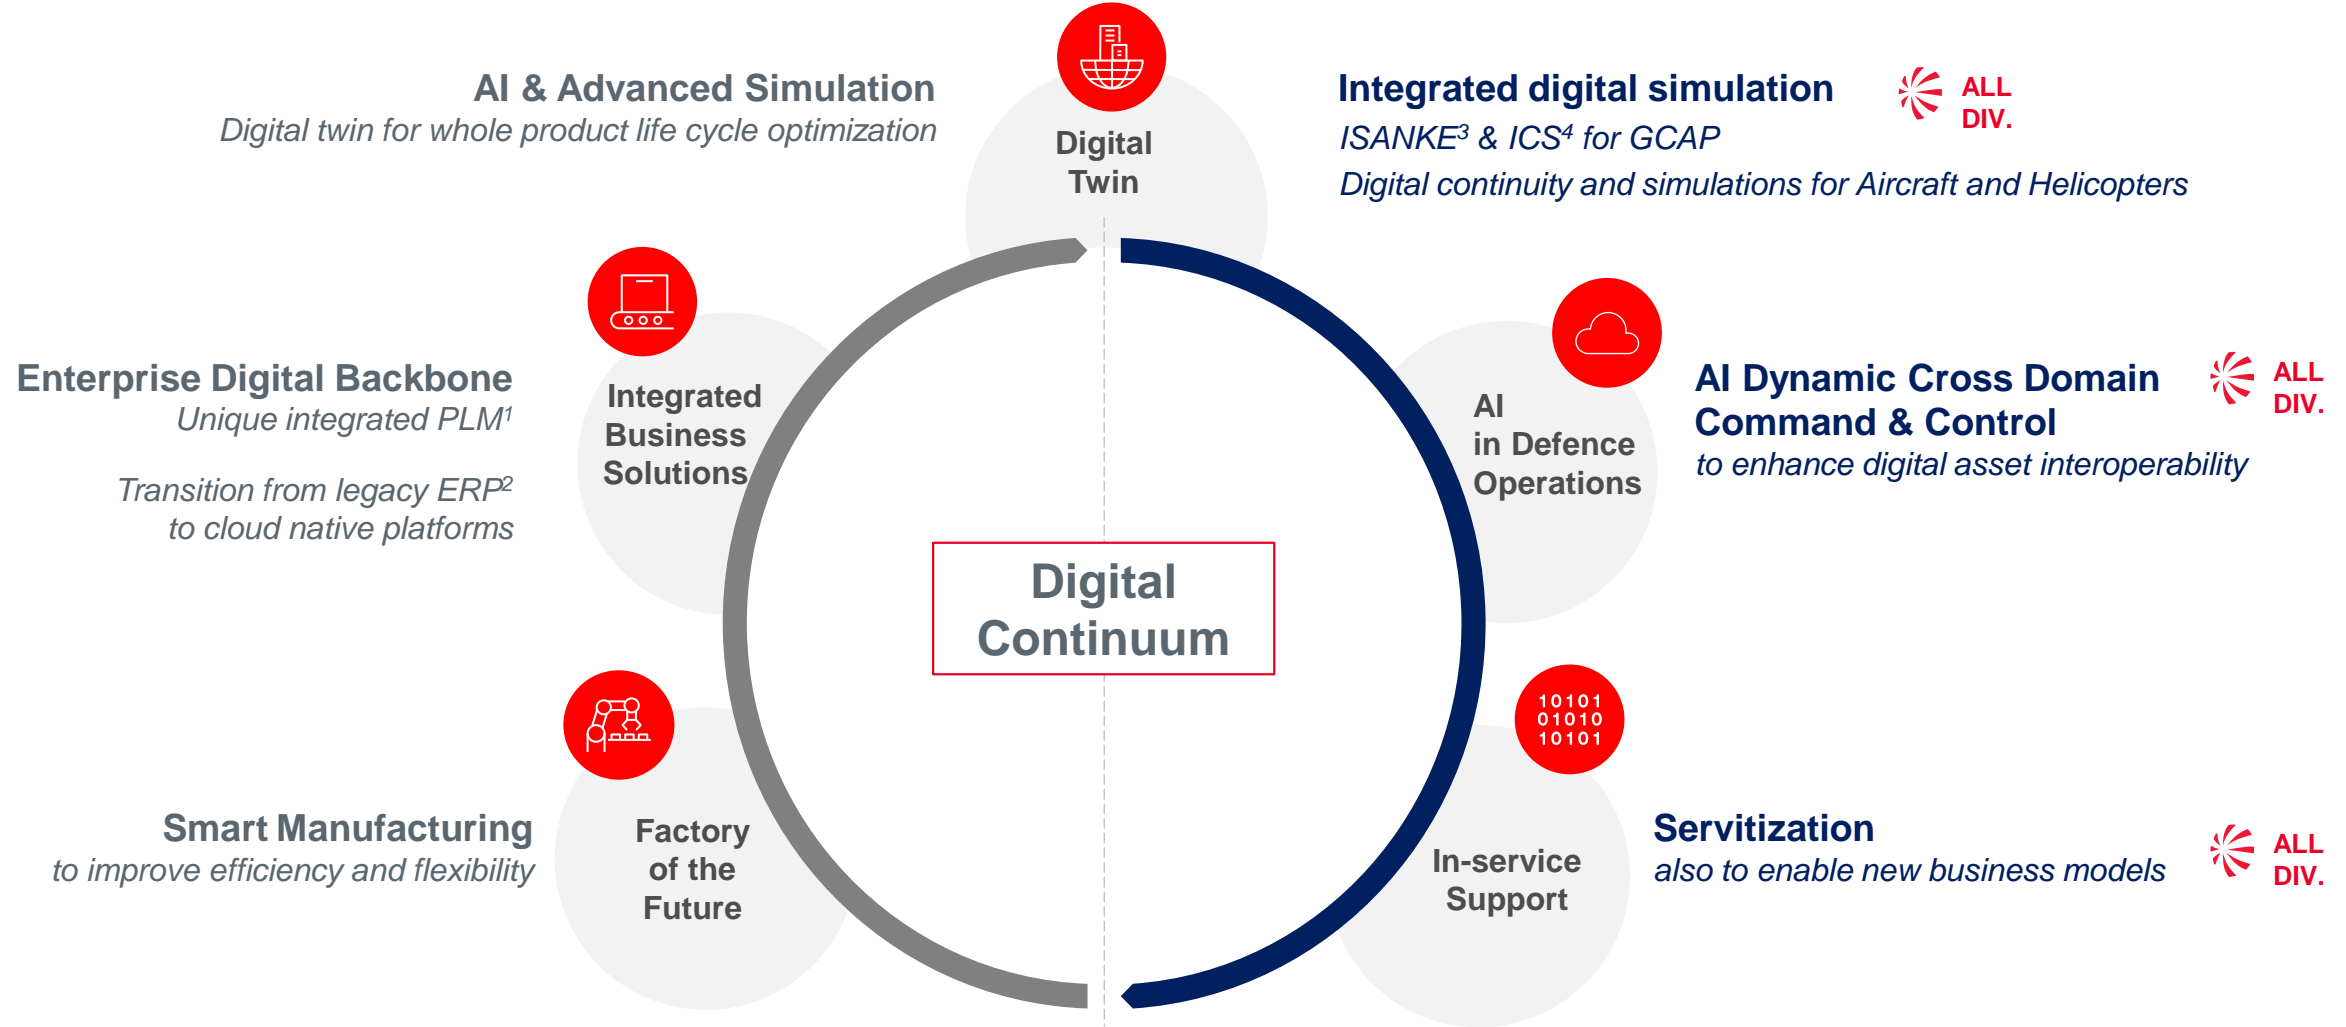 AI & Advanced Simulation
Digital twin for whole product life cycle optimization
Digital
Twin
Integrated digital simulation
ISANKE³ & ICS⁴ for GCAP
Digital continuity and simulations for Aircraft and Helicopters
ALL
DIV.
Enterprise Digital Backbone
Unique integrated PLM¹
Transition from legacy ERP²
to cloud native platforms
Integrated
Business
Solutions
AI
in Defence
Operations
AI Dynamic Cross Domain
Command & Control
to enhance digital asset interoperability
ALL
DIV.
Digital
Continuum
Smart Manufacturing
to improve efficiency and flexibility
Factory
of the
Future
10101
01010
10101
In-service
Support
Servitization
also to enable new business models
ALL
DIV.